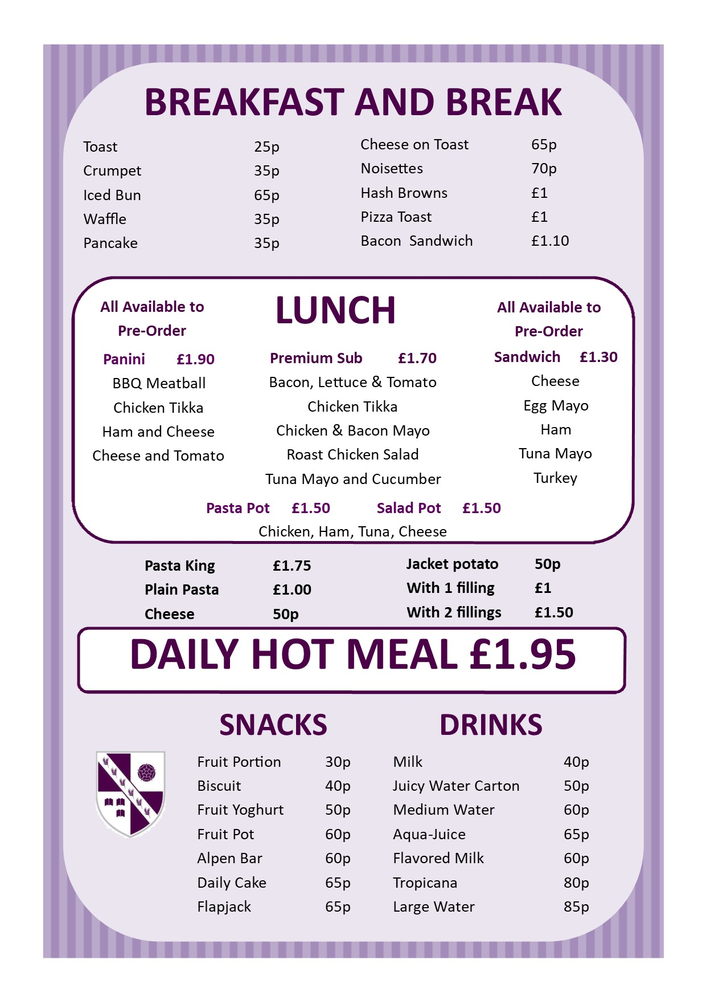 BREAKFAST AND BREAK
Toast 25p
Crumpet 35p
Iced Bun 65p
Waffle 35p
Pancake 35p
Cheese on Toast 65p
Noisettes 70p
Hash Browns £1
Pizza Toast £1
Bacon  Sandwich £1.10
LUNCH
All Available to
Pre-Order
Panini £1.90
BBQ Meatball
Chicken Tikka
Ham and Cheese
Cheese and Tomato
Premium Sub £1.70
Bacon, Lettuce & Tomato
Chicken Tikka
Chicken & Bacon Mayo
Roast Chicken Salad
Tuna Mayo and Cucumber
All Available to
Pre-Order
Sandwich £1.30
Cheese
Egg Mayo
Ham
Tuna Mayo
Turkey
Pasta Pot £1.50 Salad Pot £1.50
Chicken, Ham, Tuna, Cheese
Pasta King £1.75
Plain Pasta £1.00
Cheese 50p
Jacket potato 50p
With 1 filling £1
With 2 fillings £1.50
DAILY HOT MEAL £1.95
SNACKS
Fruit Portion 30p
Biscuit 40p
Fruit Yoghurt 50p
Fruit Pot 60p
Alpen Bar 60p
Daily Cake 65p
Flapjack 65p
DRINKS
Milk 40p
Juicy Water Carton 50p
Medium Water 60p
Aqua-Juice 65p
Flavored Milk 60p
Tropicana 80p
Large Water 85p